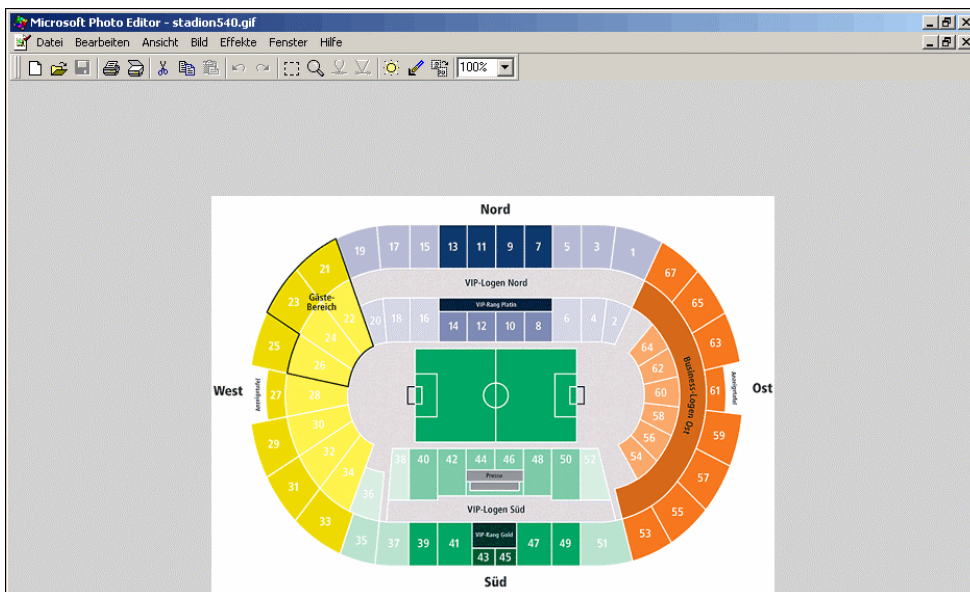 Microsoft Photo Editor - stadion540.gif
Datei Bearbeiten Ansicht Bild Effekte Fenster Hilfe
100%
Nord
19 17 15 13 11 9 7 5 3 1
21 67
VIP-Logen Nord
23 Gäste-Bereich 65
22 20 18 16 VIP-Rang Platin 6 4 2
14 12 10 8
24 64 63
25 26 62
West 27 28 60 61 Ost
Anzeigetafel Business-Logen Ost Anzeigetafel
30 58
29 32 56 59
34 38 40 42 44 46 48 50 52 54
Presse
31 36 57
VIP-Logen Süd
33 55
35 37 39 41 VIP-Rang Gold 47 49 51 53
43 45
Süd